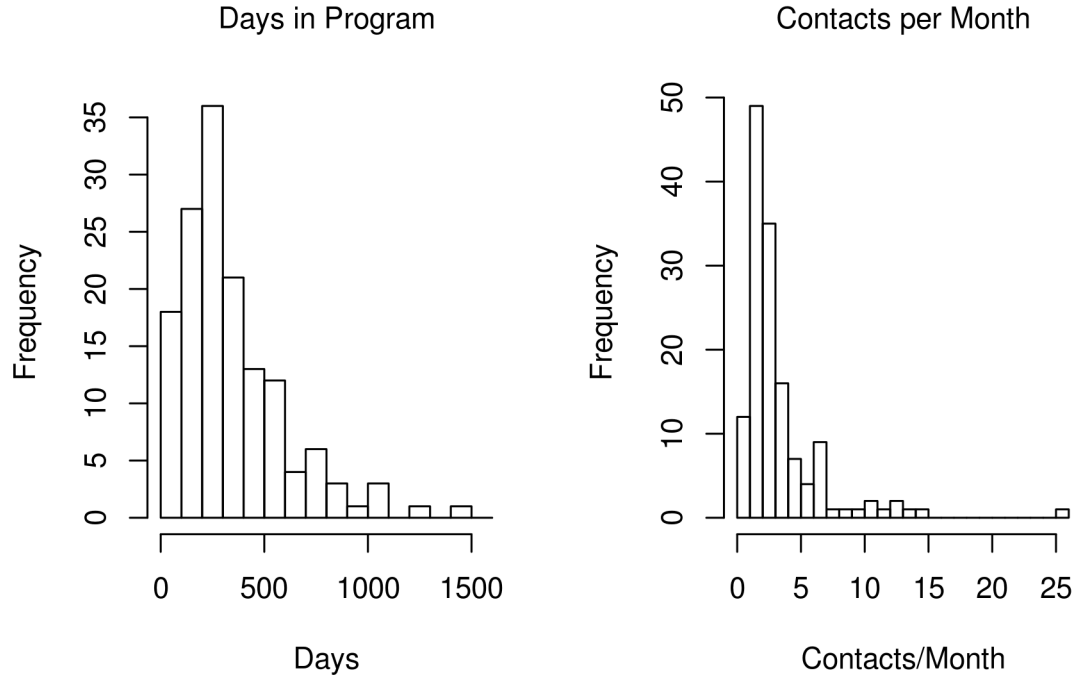 Days in Program
Frequency
0 5 10 15 20 25 30 35
0 500 1000 1500
Days
Contacts per Month
Frequency
0 10 20 30 40 50
0 5 10 15 20 25
Contacts/Month